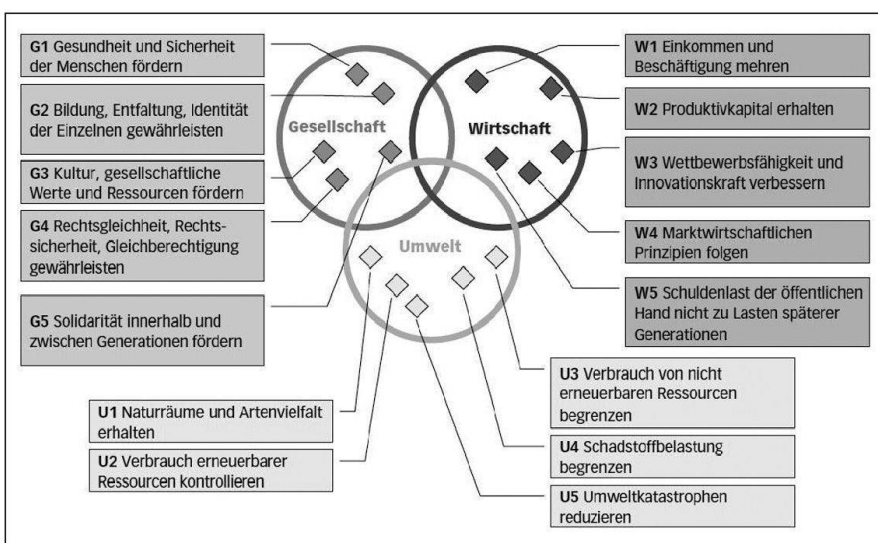 G1 Gesundheit und Sicherheit
der Menschen fördern
G2 Bildung, Entfaltung, Identität
der Einzelnen gewährleisten
G3 Kultur, gesellschaftliche
Werte und Ressourcen fördern
G4 Rechtsgleichheit, Rechts-
sicherheit, Gleichberechtigung
gewährleisten
G5 Solidarität innerhalb und
zwischen Generationen fördern
Gesellschaft
Wirtschaft
Umwelt
W1 Einkommen und
Beschäftigung mehren
W2 Produktivkapital erhalten
W3 Wettbewerbsfähigkeit und
Innovationskraft verbessern
W4 Marktwirtschaftlichen
Prinzipien folgen
W5 Schuldenlast der öffentlichen
Hand nicht zu Lasten späterer
Generationen
U1 Naturräume und Artenvielfalt
erhalten
U2 Verbrauch erneuerbarer
Ressourcen kontrollieren
U3 Verbrauch von nicht
erneuerbaren Ressourcen
begrenzen
U4 Schadstoffbelastung
begrenzen
U5 Umweltkatastrophen
reduzieren